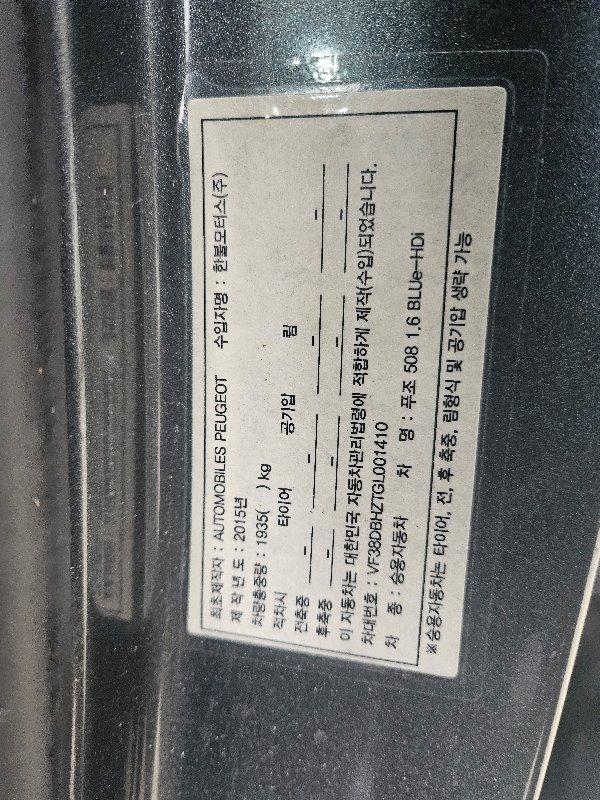 최초제작자 : AUTOMOBILES PEUGEOT 수입자명 : 한불모터스(주)
제 작 년 도 : 2015년
차량총중량 : 1935( ) kg
적차시 타이어 공기압 림
전축중 – – – –
후축중 – – – –
이 자동차는 대한민국 자동차관리법령에 적합하게 제작(수입)되었습니다.
차대번호 : VF38DBHZTGL001410
차 종 : 승용자동차 차 명 : 푸조 508 1.6 BLUe-HDi
※승용자동차는 타이어, 전, 후 축중, 림형식 및 공기압 생략 가능